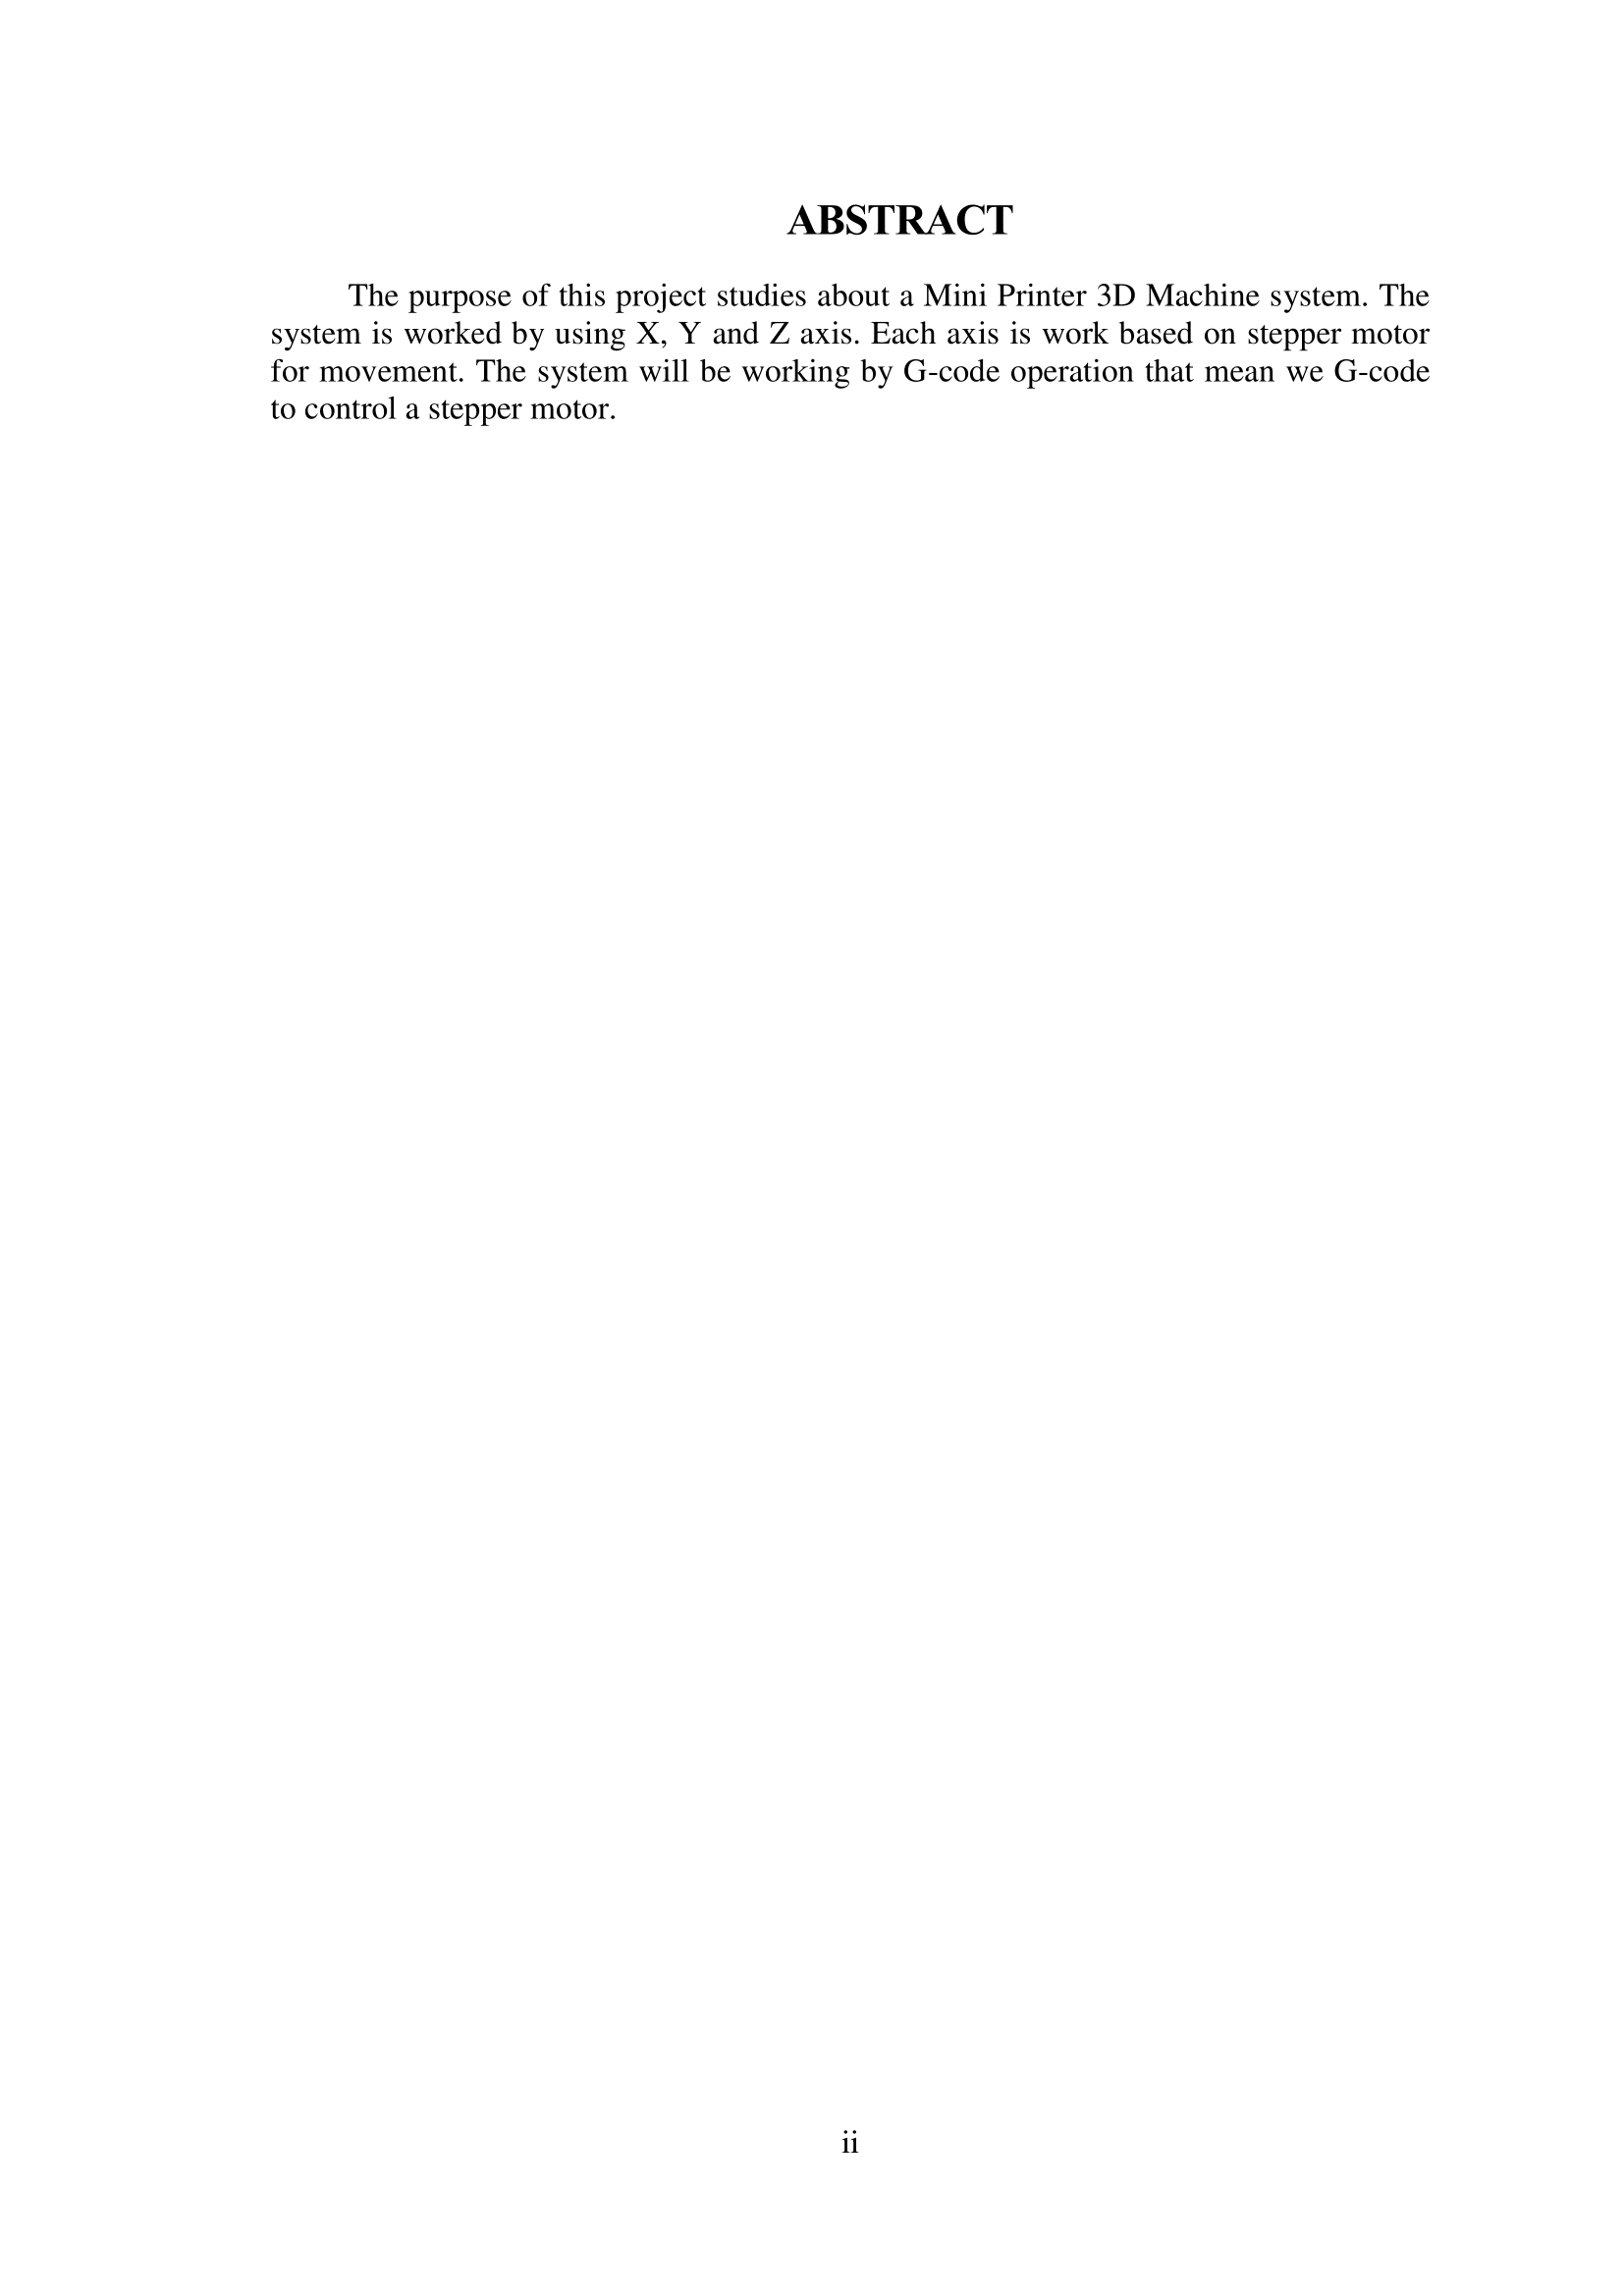 ABSTRACT
The purpose of this project studies about a Mini Printer 3D Machine system. The
system is worked by using X, Y and Z axis. Each axis is work based on stepper motor
for movement. The system will be working by G-code operation that mean we G-code
to control a stepper motor.
ii